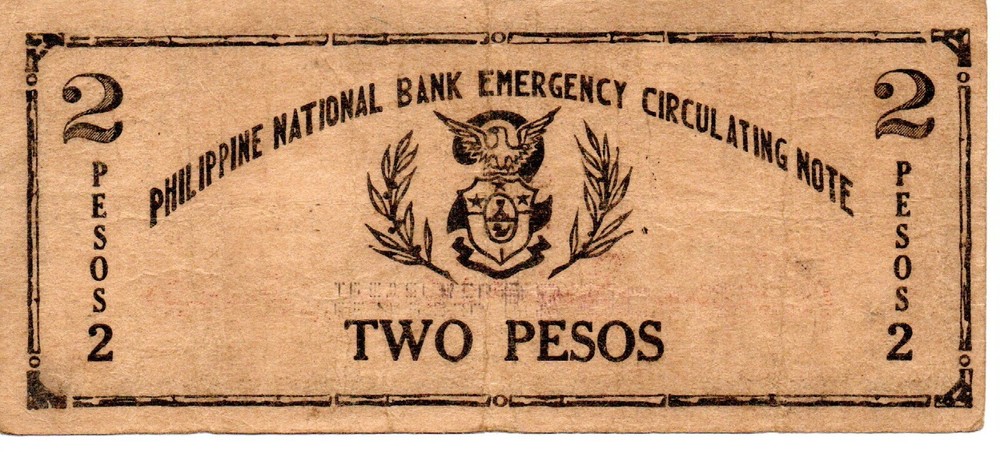 2 2
PHILIPPINE NATIONAL BANK EMERGENCY CIRCULATING NOTE
PESOS PESOS
2 2
TWO PESOS